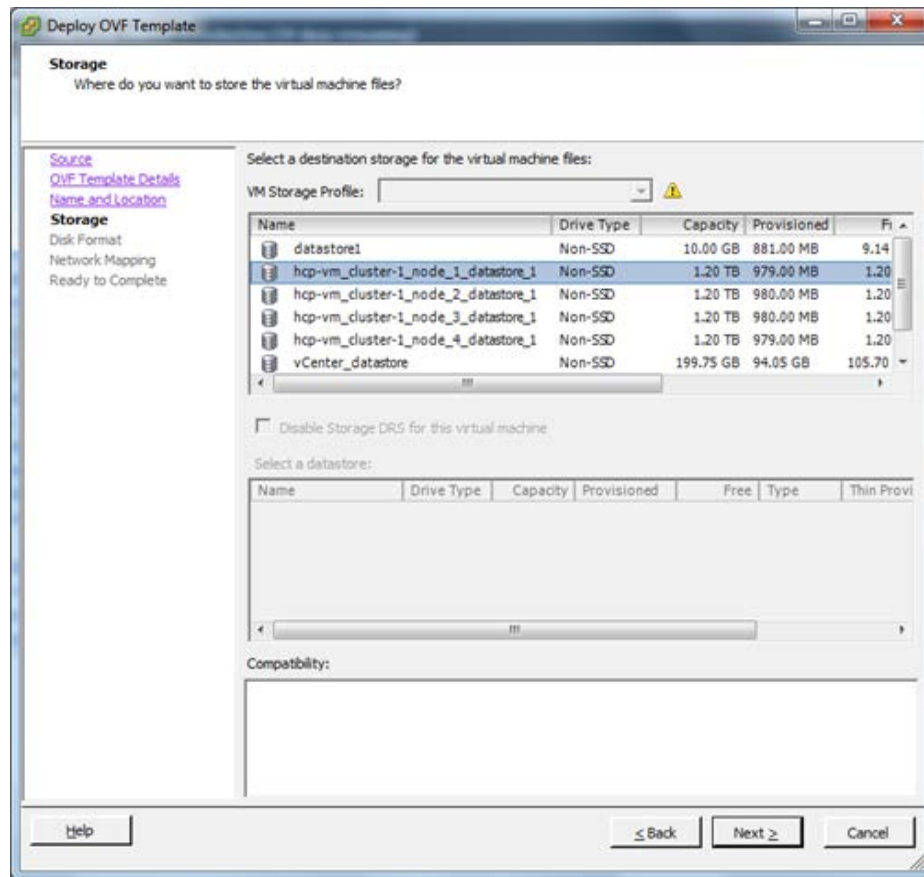 Deploy OVF Template
Storage
Where do you want to store the virtual machine files?
Source
OVF Template Details
Name and Location
Storage
Disk Format
Network Mapping
Ready to Complete
Select a destination storage for the virtual machine files:
VM Storage Profile:
Name Drive Type Capacity Provisioned
datastore1 Non-SSD 10.00 GB 881.00 MB 9.14
hcp-vm_cluster-1_node_1_datastore_1 Non-SSD 1.20 TB 979.00 MB 1.20
hcp-vm_cluster-1_node_2_datastore_1 Non-SSD 1.20 TB 980.00 MB 1.20
hcp-vm_cluster-1_node_3_datastore_1 Non-SSD 1.20 TB 980.00 MB 1.20
hcp-vm_cluster-1_node_4_datastore_1 Non-SSD 1.20 TB 979.00 MB 1.20
vCenter_datastore Non-SSD 199.75 GB 94.05 GB 105.70
Disable Storage DRS for this virtual machine
Select a datastore:
Name Drive Type Capacity Provisioned Free Type Thin Provi
Compatibility:
Help < Back Next > Cancel